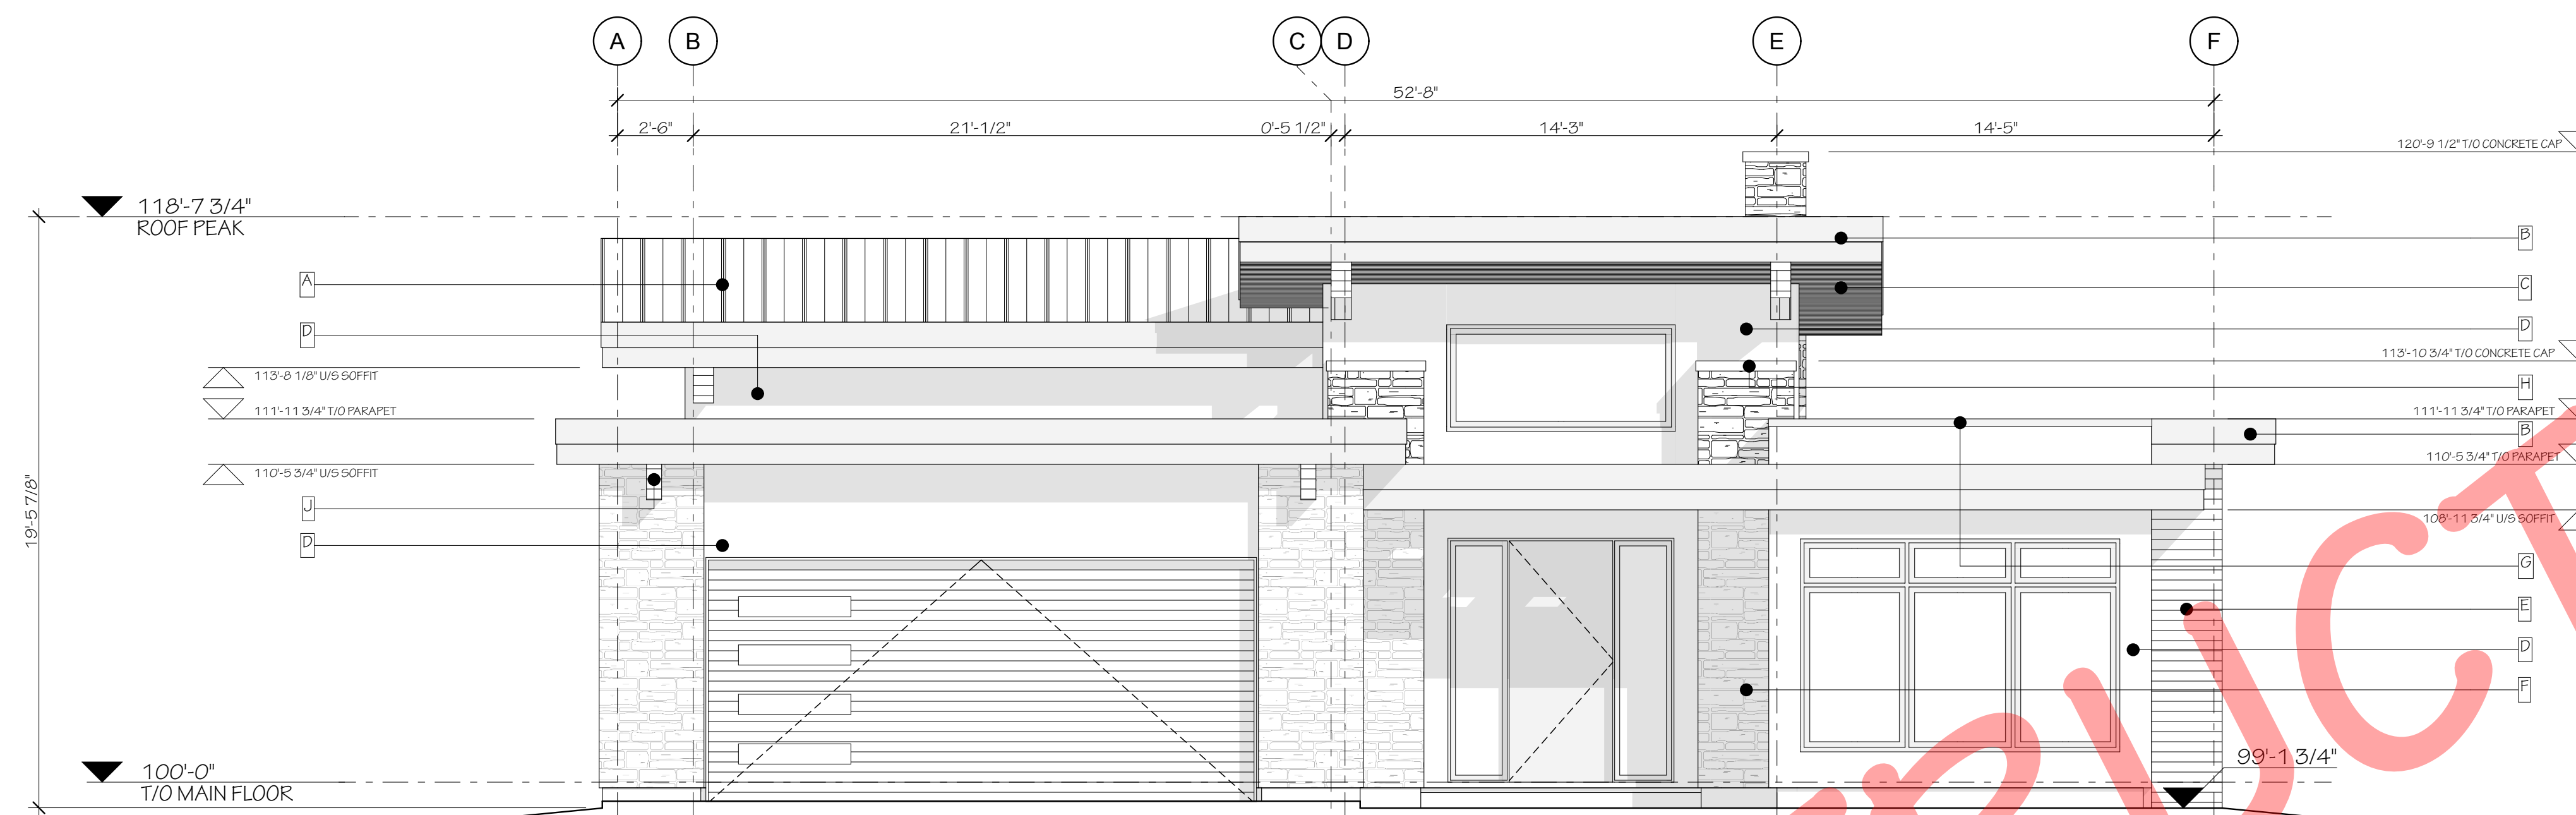 A B C D E F
52'-8"
2'-6" 21'-1/2" 0'-5 1/2" 14'-3" 14'-5"
120'-9 1/2" T/O CONCRETE CAP
118'-7 3/4"
ROOF PEAK
B
A
C
D
D
113'-10 3/4" T/O CONCRETE CAP
113'-8 1/8" U/S SOFFIT
H
111'-11 3/4" T/O PARAPET
111'-11 3/4" T/O PARAPET
B
110'-5 3/4" T/O PARAPET
110'-5 3/4" U/S SOFFIT
J
108'-11 3/4" U/S SOFFIT
19'-5 7/8"
D
G
E
D
F
99'-1 3/4"
100'-0"
T/O MAIN FLOOR